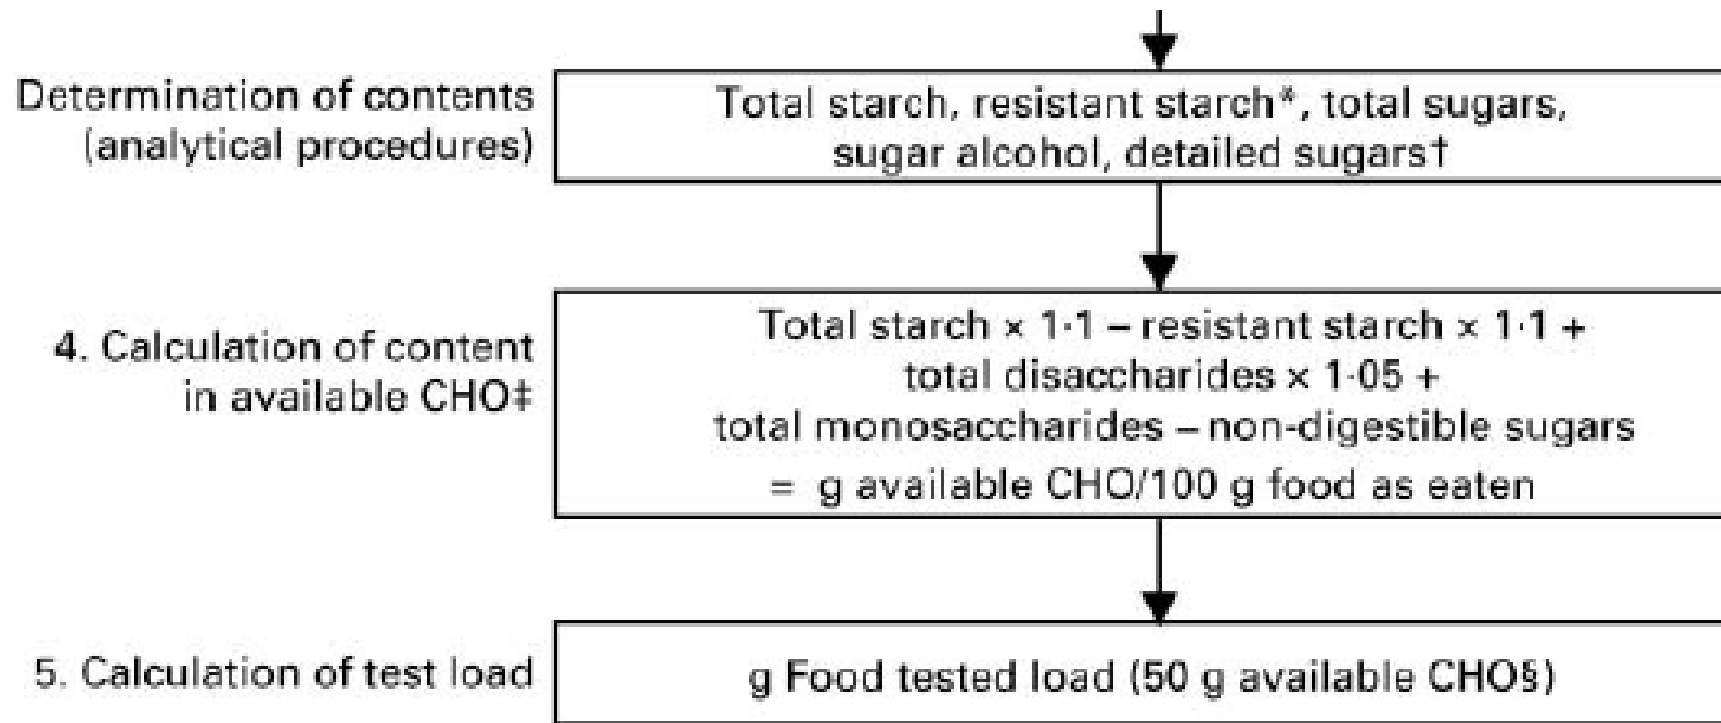 Determination of contents
(analytical procedures)
Total starch, resistant starch*, total sugars,
sugar alcohol, detailed sugars†
4. Calculation of content
in available CHO‡
Total starch × 1·1 – resistant starch × 1·1 +
total disaccharides × 1·05 +
total monosaccharides – non-digestible sugars
= g available CHO/100 g food as eaten
5. Calculation of test load
g Food tested load (50 g available CHO§)